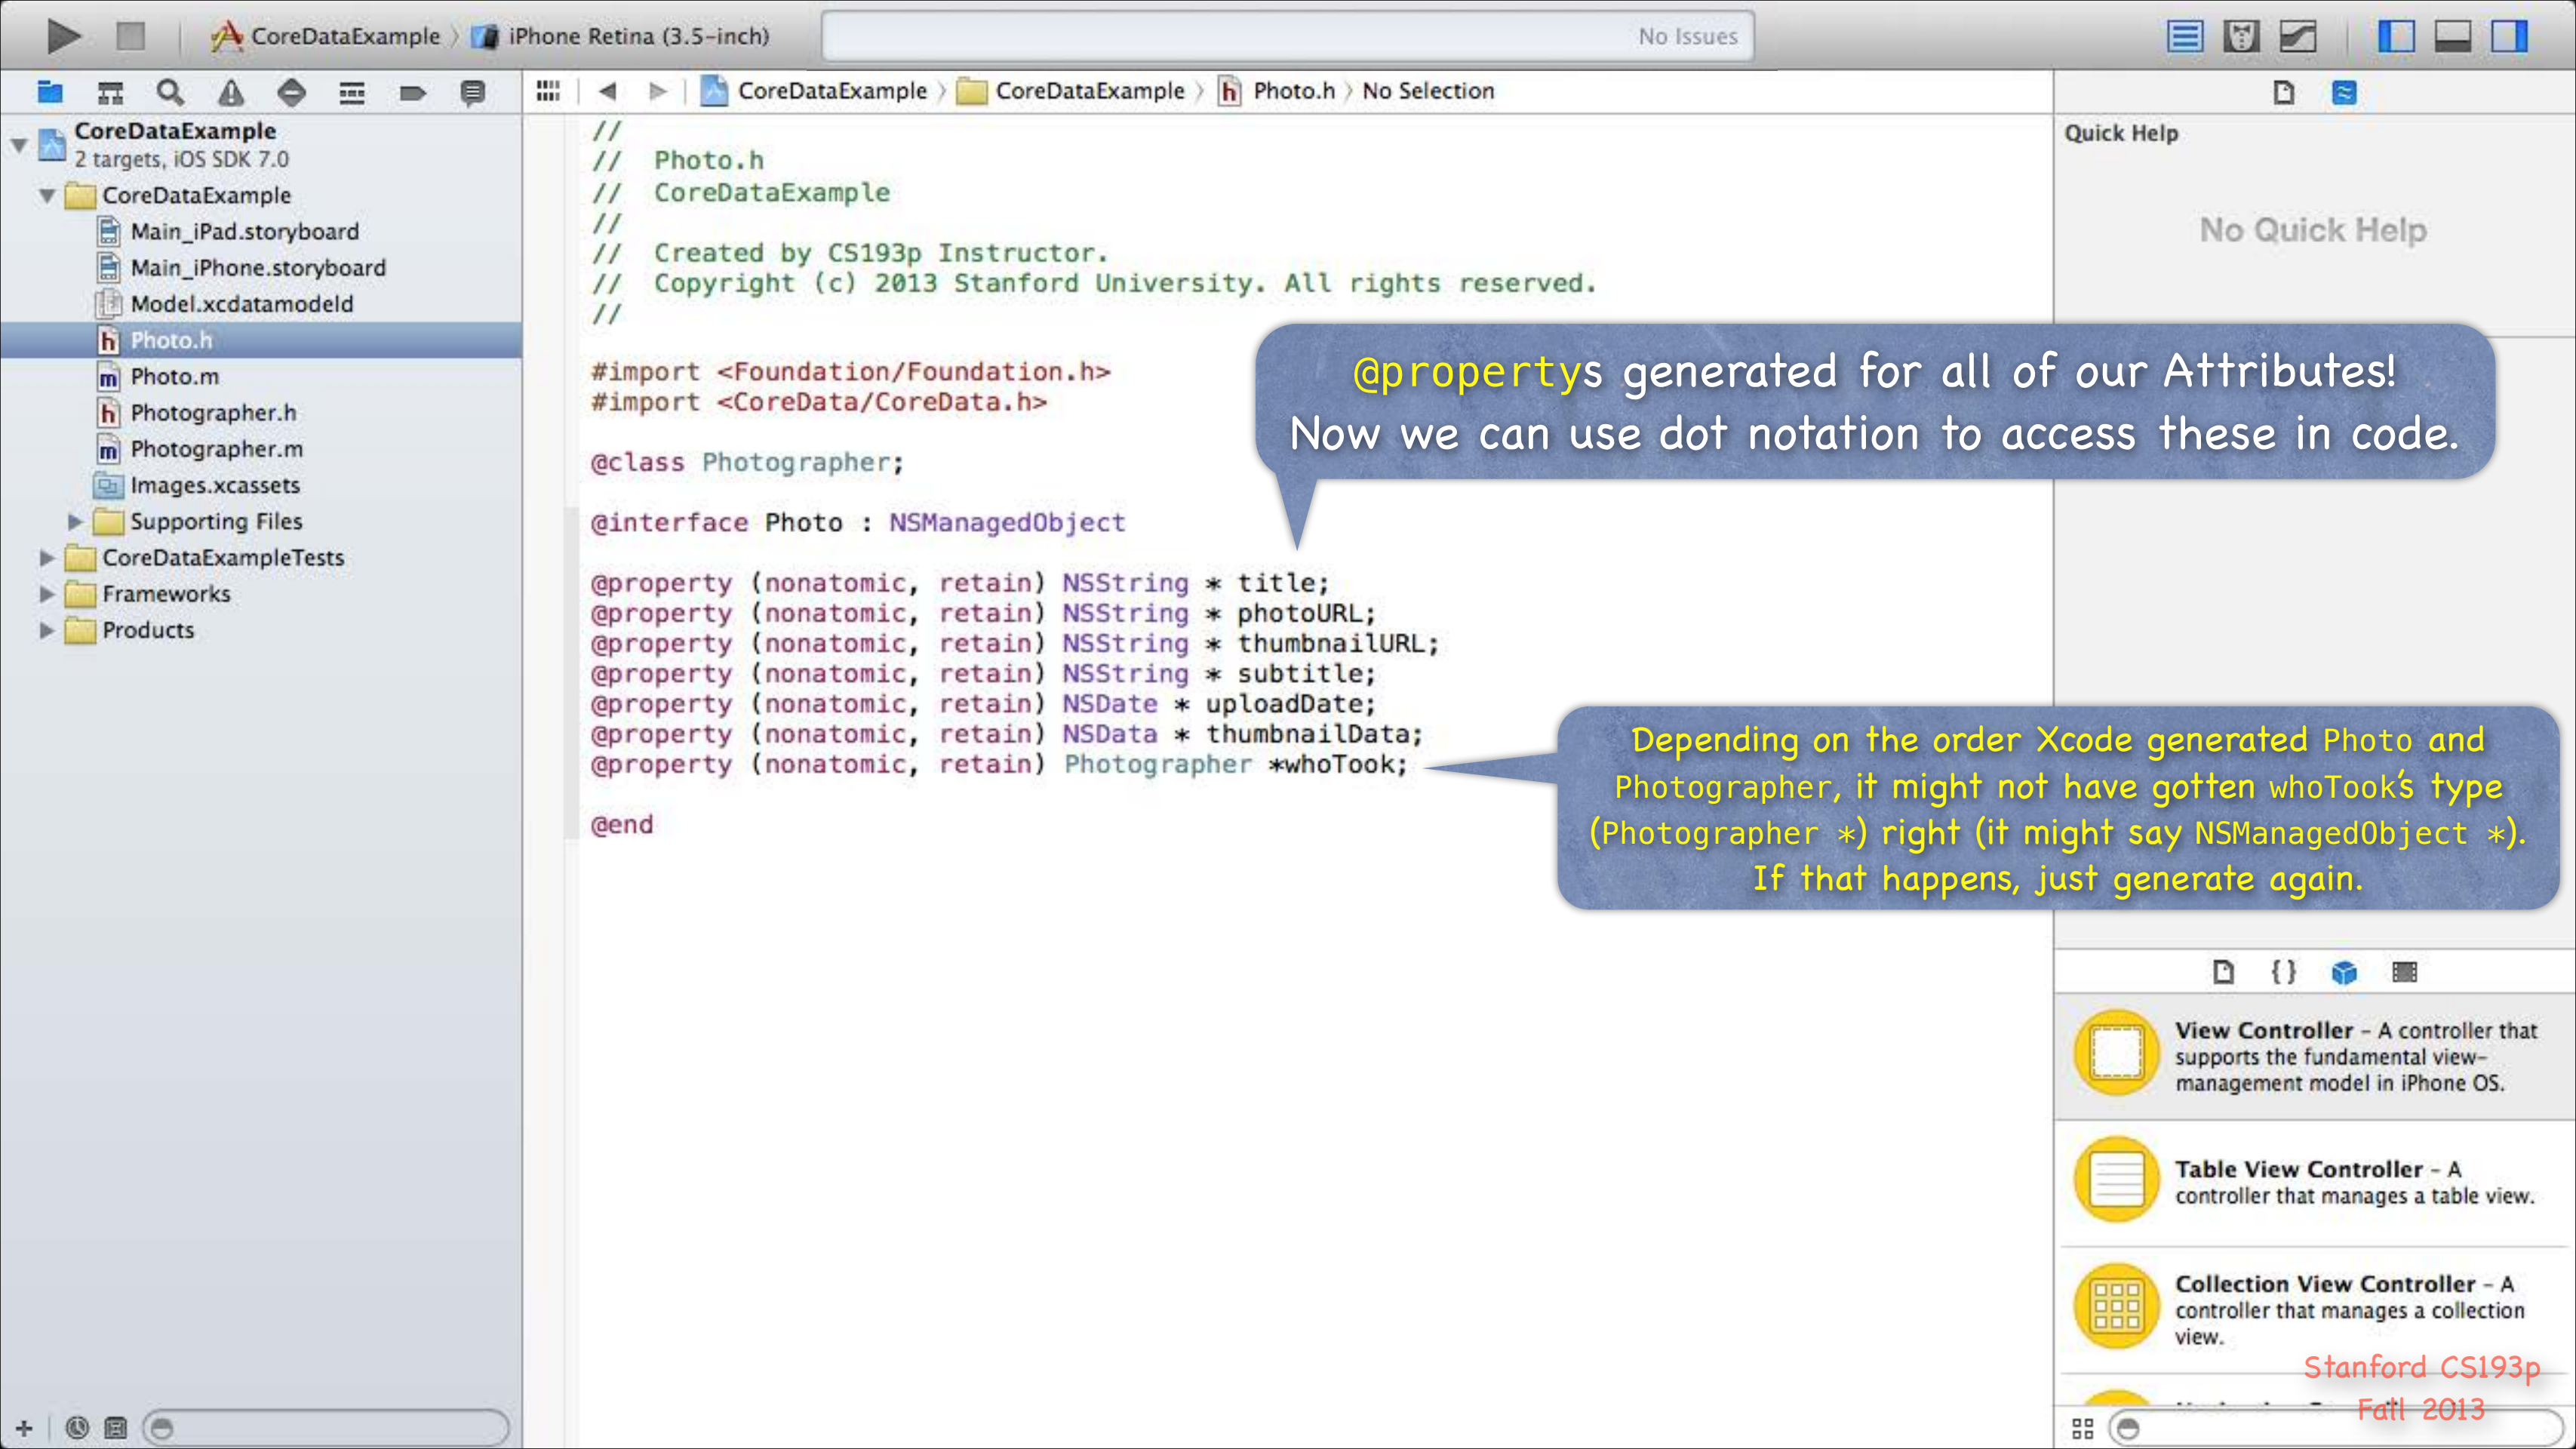 CoreDataExample 〉 iPhone Retina (3.5-inch)
No Issues
CoreDataExample 〉 CoreDataExample 〉 h Photo.h 〉 No Selection
CoreDataExample
2 targets, iOS SDK 7.0
CoreDataExample
Main_iPad.storyboard
Main_iPhone.storyboard
Model.xcdatamodeld
h Photo.h
m Photo.m
h Photographer.h
m Photographer.m
Images.xcassets
Supporting Files
CoreDataExampleTests
Frameworks
Products
//
// Photo.h
// CoreDataExample
//
// Created by CS193p Instructor.
// Copyright (c) 2013 Stanford University. All rights reserved.
//
#import <Foundation/Foundation.h>
#import <CoreData/CoreData.h>
@class Photographer;
@interface Photo : NSManagedObject
@property (nonatomic, retain) NSString * title;
@property (nonatomic, retain) NSString * photoURL;
@property (nonatomic, retain) NSString * thumbnailURL;
@property (nonatomic, retain) NSString * subtitle;
@property (nonatomic, retain) NSDate * uploadDate;
@property (nonatomic, retain) NSData * thumbnailData;
@property (nonatomic, retain) Photographer *whoTook;
@end
@propertys generated for all of our Attributes!
Now we can use dot notation to access these in code.
Depending on the order Xcode generated Photo and
Photographer, it might not have gotten whoTook's type
(Photographer *) right (it might say NSManagedObject *).
If that happens, just generate again.
Quick Help
No Quick Help
{ }
View Controller - A controller that
supports the fundamental view-
management model in iPhone OS.
Table View Controller - A
controller that manages a table view.
Collection View Controller - A
controller that manages a collection
view.
Stanford CS193p
Fall 2013